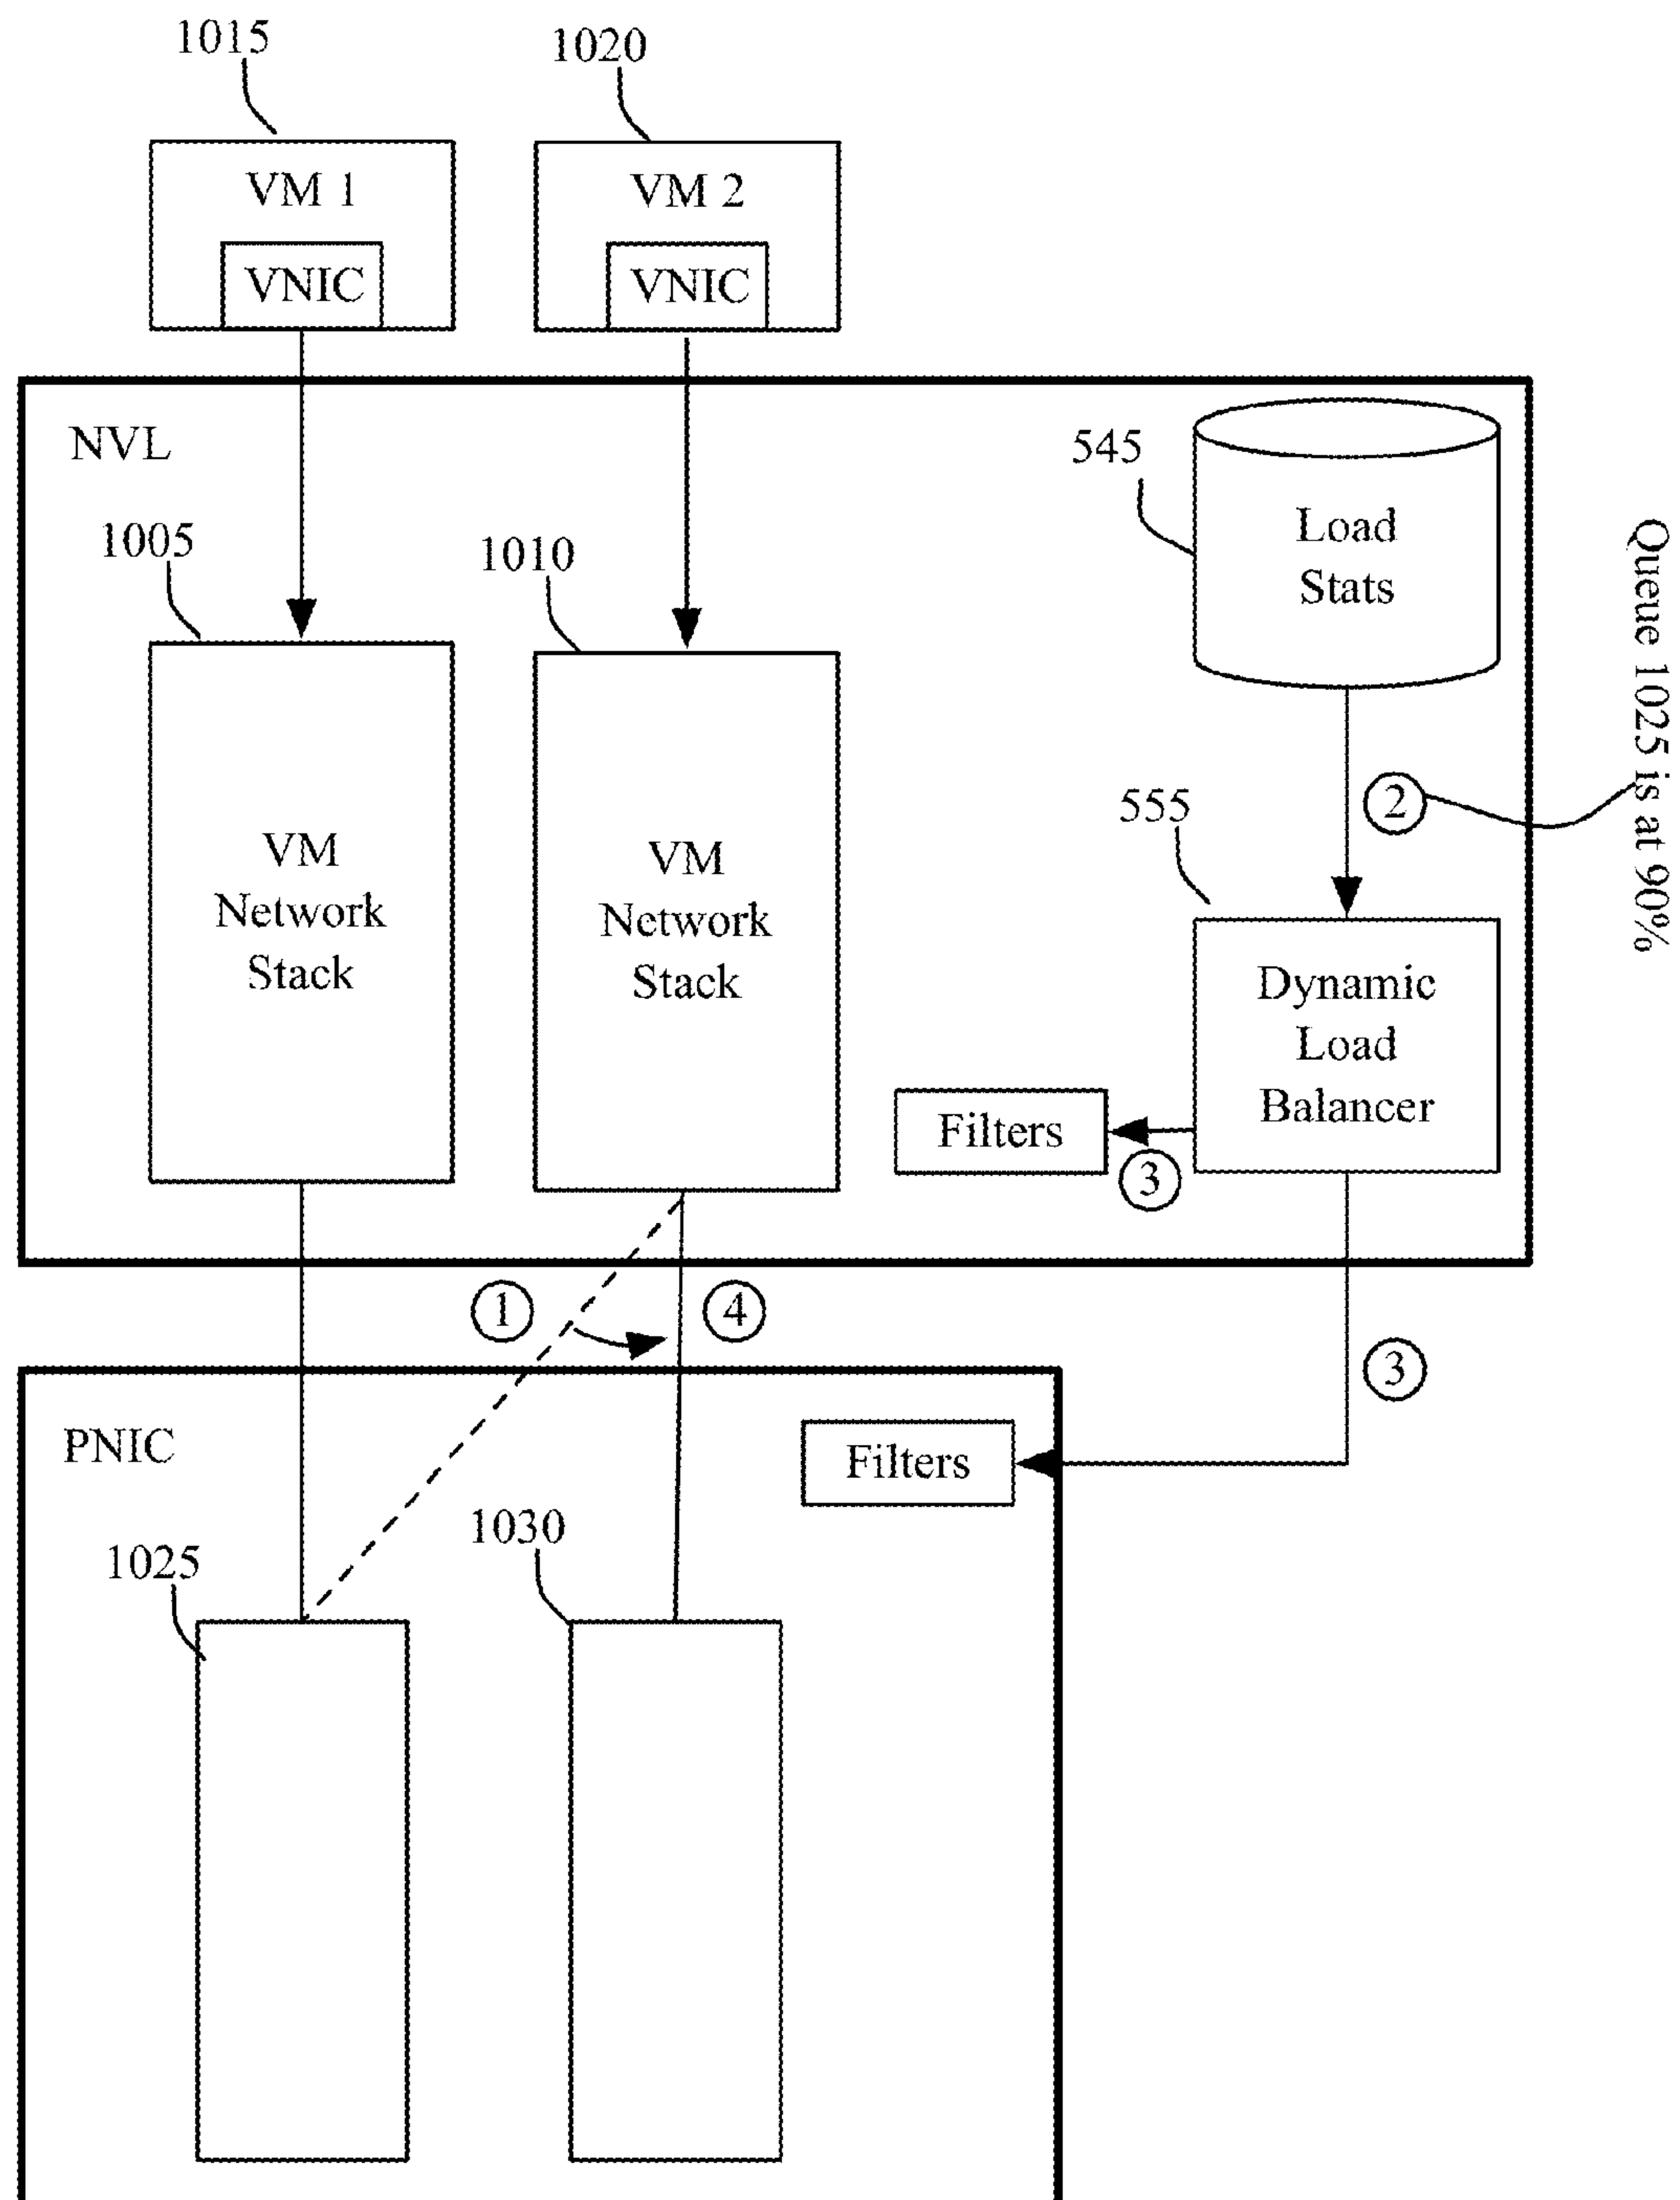 1015
1020
VM 1
VM 2
VNIC
VNIC
NVL
545
Load
Stats
1005
1010
Queue 1025 is at 90%
2
555
VM
Network
Stack
VM
Network
Stack
Dynamic
Load
Balancer
Filters
3
1
4
3
PNIC
Filters
1025
1030